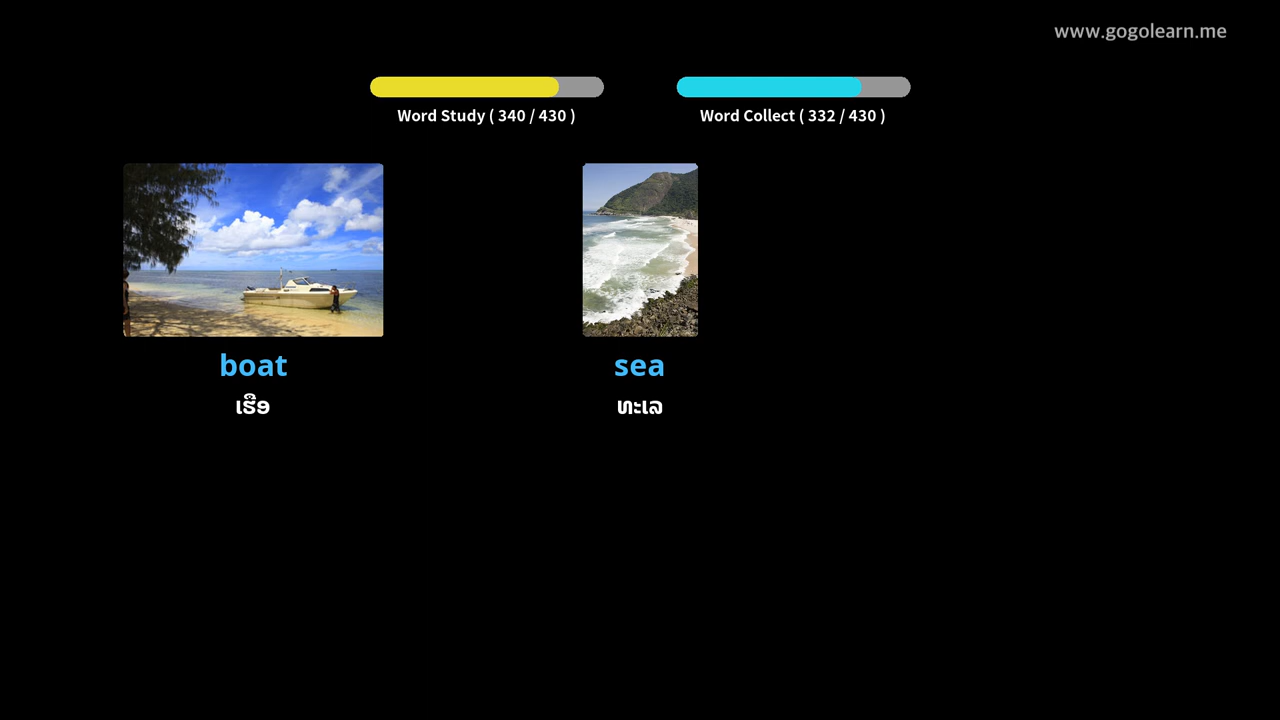 www.gogolearn.me
Word Study ( 340 / 430 )
Word Collect ( 332 / 430 )
boat
ເຮືອ
sea
ທະເລ